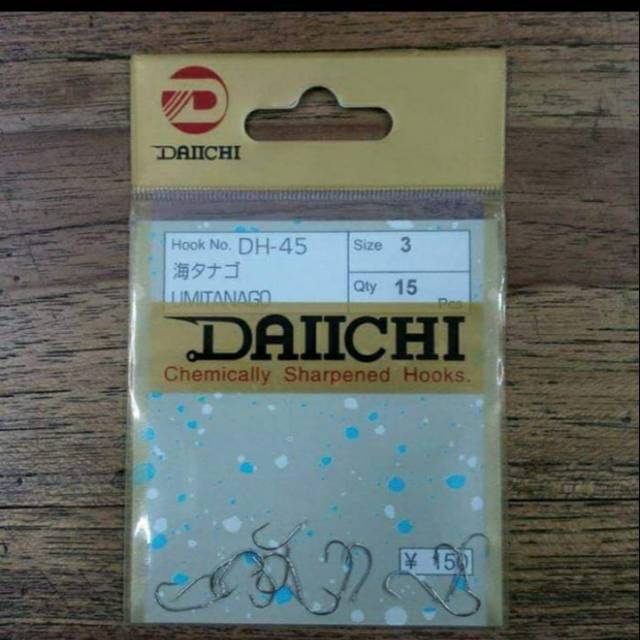 DAIICHI
Hook No. DH-45
海タナゴ
UMITANAGO
Size 3
Qty 15 Pcs
DAIICHI
Chemically Sharpened Hooks.
¥ 150